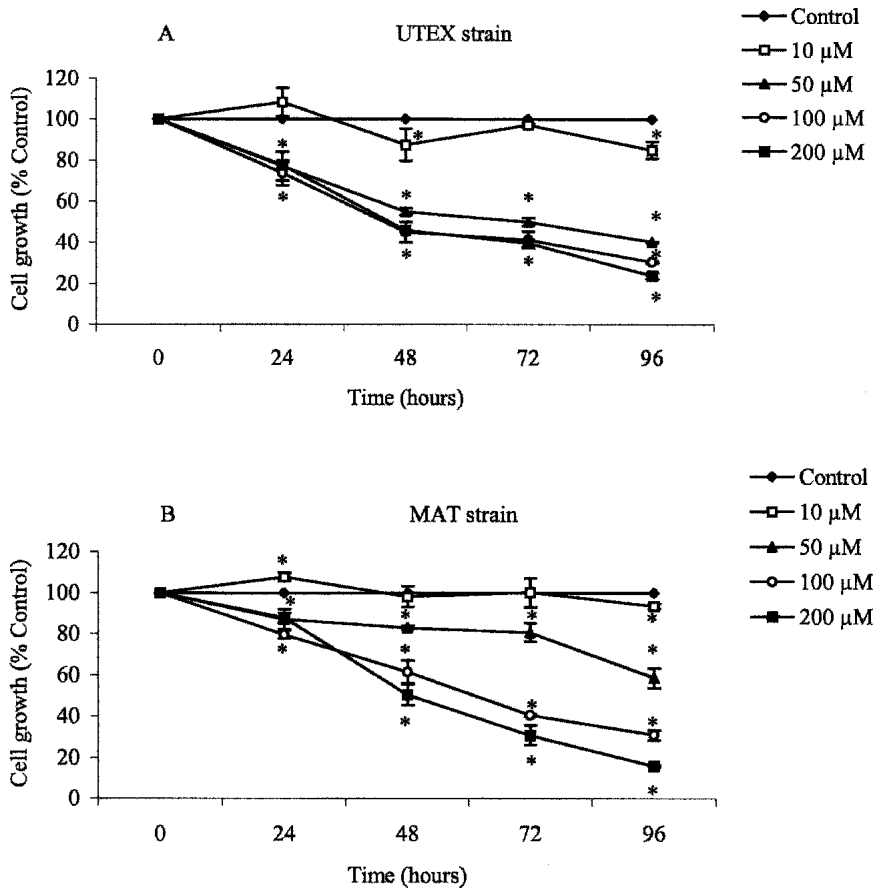 A UTEX strain
Control
10 µM
50 µM
100 µM
200 µM
Cell growth (% Control)
120
100
80
60
40
20
0
* * * * * * * * * * *
0 24 48 72 96
Time (hours)
B MAT strain
Control
10 µM
50 µM
100 µM
200 µM
Cell growth (% Control)
120
100
80
60
40
20
0
* * * * * * * * * * * * * *
0 24 48 72 96
Time (hours)